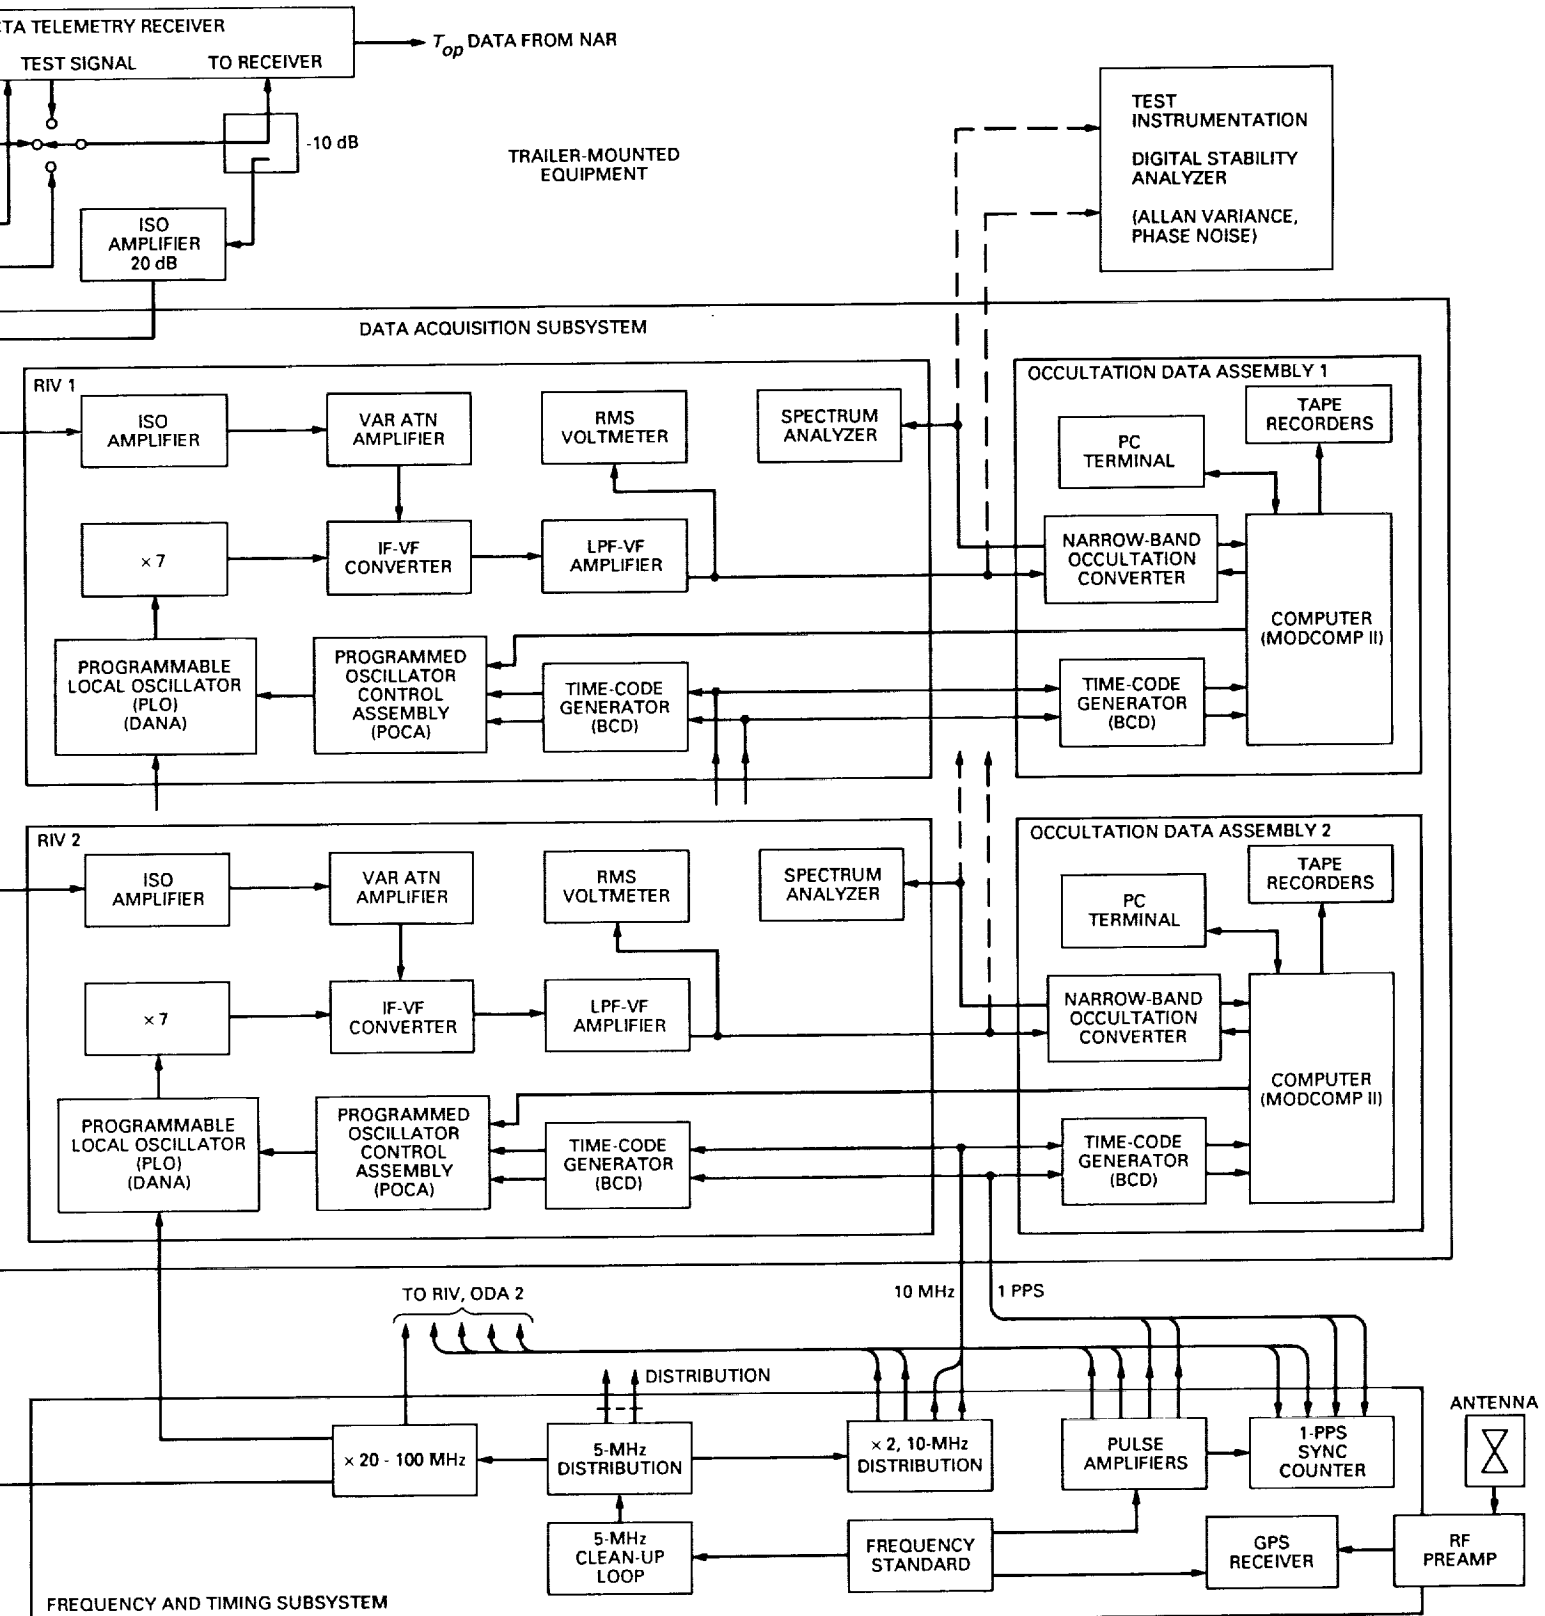 CTA TELEMETRY RECEIVER
TEST SIGNAL
TO RECEIVER
Top DATA FROM NAR
-10 dB
ISO
AMPLIFIER
20 dB
TRAILER-MOUNTED
EQUIPMENT
TEST
INSTRUMENTATION
DIGITAL STABILITY
ANALYZER
(ALLAN VARIANCE,
PHASE NOISE)
DATA ACQUISITION SUBSYSTEM
RIV 1
ISO
AMPLIFIER
VAR ATN
AMPLIFIER
RMS
VOLTMETER
SPECTRUM
ANALYZER
× 7
IF-VF
CONVERTER
LPF-VF
AMPLIFIER
PROGRAMMABLE
LOCAL OSCILLATOR
(PLO)
(DANA)
PROGRAMMED
OSCILLATOR
CONTROL
ASSEMBLY
(POCA)
TIME-CODE
GENERATOR
(BCD)
OCCULTATION DATA ASSEMBLY 1
TAPE
RECORDERS
PC
TERMINAL
NARROW-BAND
OCCULTATION
CONVERTER
COMPUTER
(MODCOMP II)
TIME-CODE
GENERATOR
(BCD)
RIV 2
ISO
AMPLIFIER
VAR ATN
AMPLIFIER
RMS
VOLTMETER
SPECTRUM
ANALYZER
× 7
IF-VF
CONVERTER
LPF-VF
AMPLIFIER
PROGRAMMABLE
LOCAL OSCILLATOR
(PLO)
(DANA)
PROGRAMMED
OSCILLATOR
CONTROL
ASSEMBLY
(POCA)
TIME-CODE
GENERATOR
(BCD)
OCCULTATION DATA ASSEMBLY 2
TAPE
RECORDERS
PC
TERMINAL
NARROW-BAND
OCCULTATION
CONVERTER
COMPUTER
(MODCOMP II)
TIME-CODE
GENERATOR
(BCD)
TO RIV, ODA 2
10 MHz
1 PPS
DISTRIBUTION
× 20 - 100 MHz
5-MHz
DISTRIBUTION
× 2, 10-MHz
DISTRIBUTION
PULSE
AMPLIFIERS
1-PPS
SYNC
COUNTER
ANTENNA
5-MHz
CLEAN-UP
LOOP
FREQUENCY
STANDARD
GPS
RECEIVER
RF
PREAMP
FREQUENCY AND TIMING SUBSYSTEM